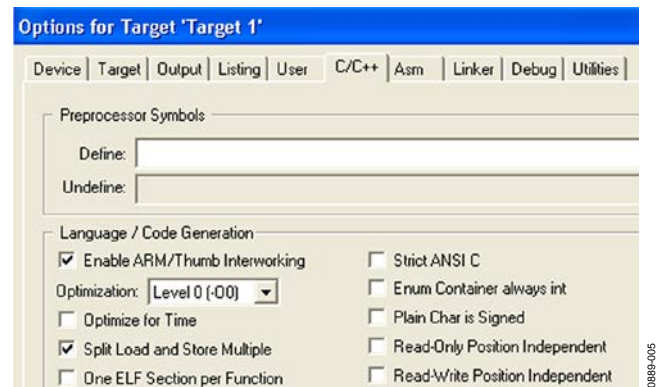 Options for Target 'Target 1'
Device Target Output Listing User C/C++ Asm Linker Debug Utilities
Preprocessor Symbols
Define:
Undefine:
Language / Code Generation
Enable ARM/Thumb Interworking
Optimization: Level 0 (-O0)
Optimize for Time
Split Load and Store Multiple
One ELF Section per Function
Strict ANSI C
Enum Container always int
Plain Char is Signed
Read-Only Position Independent
Read-Write Position Independent
0889-005